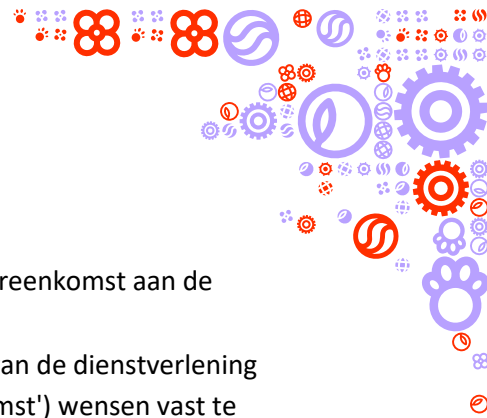 reenkomst aan de
an de dienstverlening
mst') wensen vast te